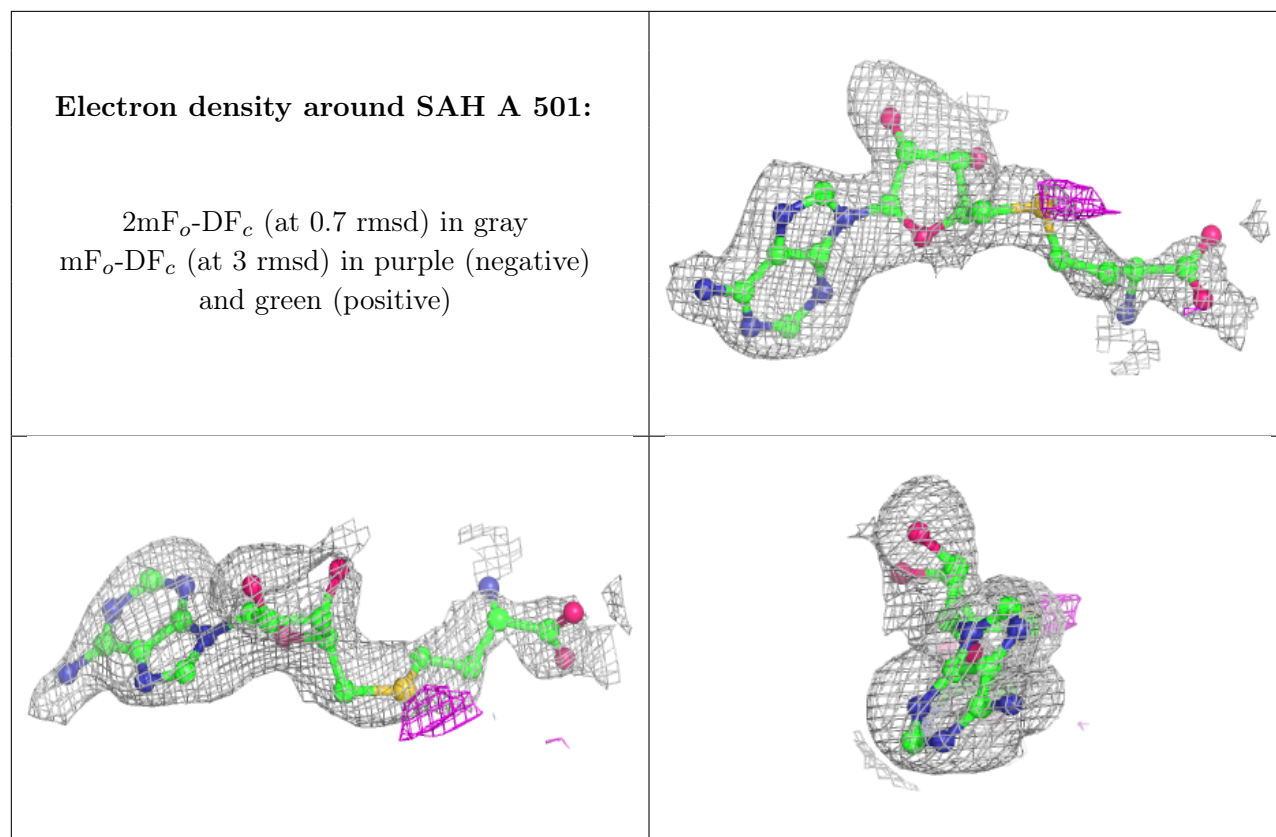 Electron density around SAH A 501:
2mFₒ-DF𝒸 (at 0.7 rmsd) in gray
mFₒ-DF𝒸 (at 3 rmsd) in purple (negative)
and green (positive)